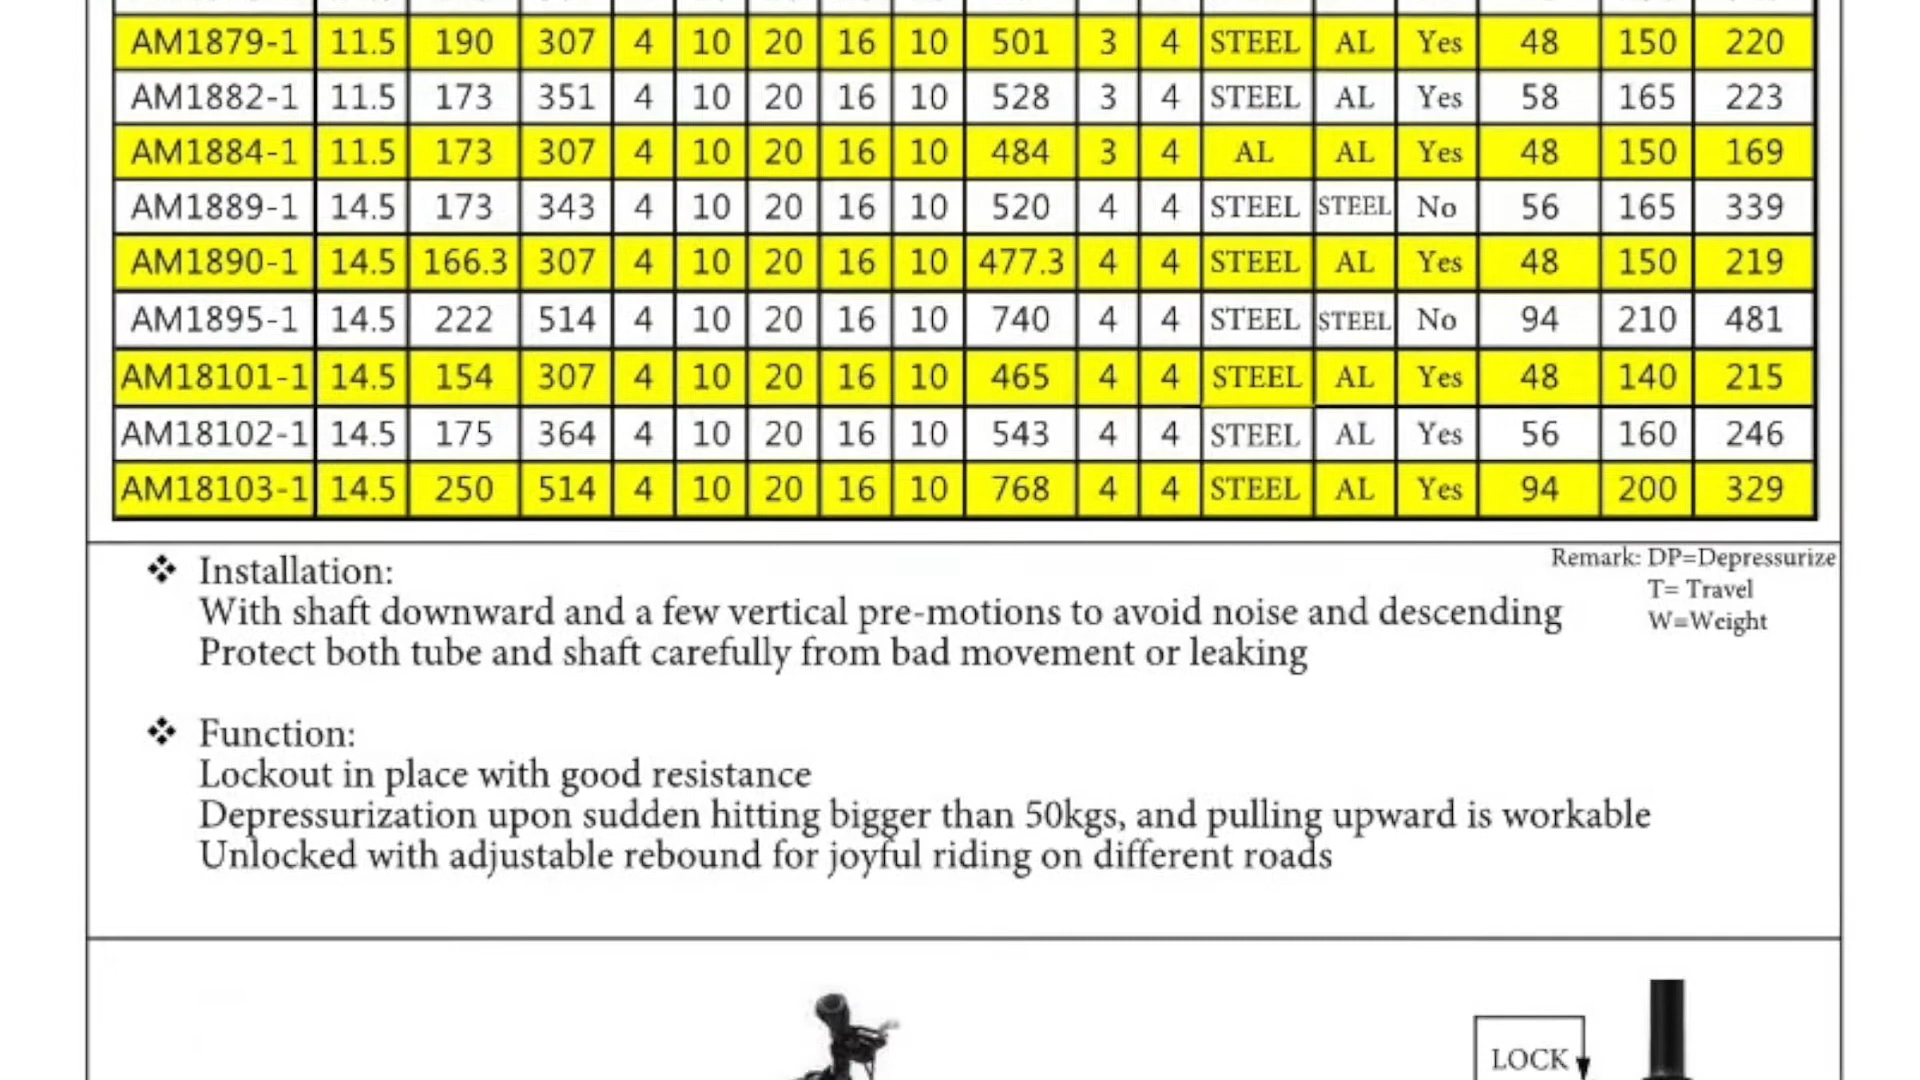 AM1879-1 11.5 190 307 4 10 20 16 10 501 3 4 STEEL AL Yes 48 150 220
AM1882-1 11.5 173 351 4 10 20 16 10 528 3 4 STEEL AL Yes 58 165 223
AM1884-1 11.5 173 307 4 10 20 16 10 484 3 4 AL AL Yes 48 150 169
AM1889-1 14.5 173 343 4 10 20 16 10 520 4 4 STEEL STEEL No 56 165 339
AM1890-1 14.5 166.3 307 4 10 20 16 10 477.3 4 4 STEEL AL Yes 48 150 219
AM1895-1 14.5 222 514 4 10 20 16 10 740 4 4 STEEL STEEL No 94 210 481
AM18101-1 14.5 154 307 4 10 20 16 10 465 4 4 STEEL AL Yes 48 140 215
AM18102-1 14.5 175 364 4 10 20 16 10 543 4 4 STEEL AL Yes 56 160 246
AM18103-1 14.5 250 514 4 10 20 16 10 768 4 4 STEEL AL Yes 94 200 329
Remark: DP=Depressurize
T= Travel
W=Weight
❖ Installation:
With shaft downward and a few vertical pre-motions to avoid noise and descending
Protect both tube and shaft carefully from bad movement or leaking
❖ Function:
Lockout in place with good resistance
Depressurization upon sudden hitting bigger than 50kgs, and pulling upward is workable
Unlocked with adjustable rebound for joyful riding on different roads
LOCK